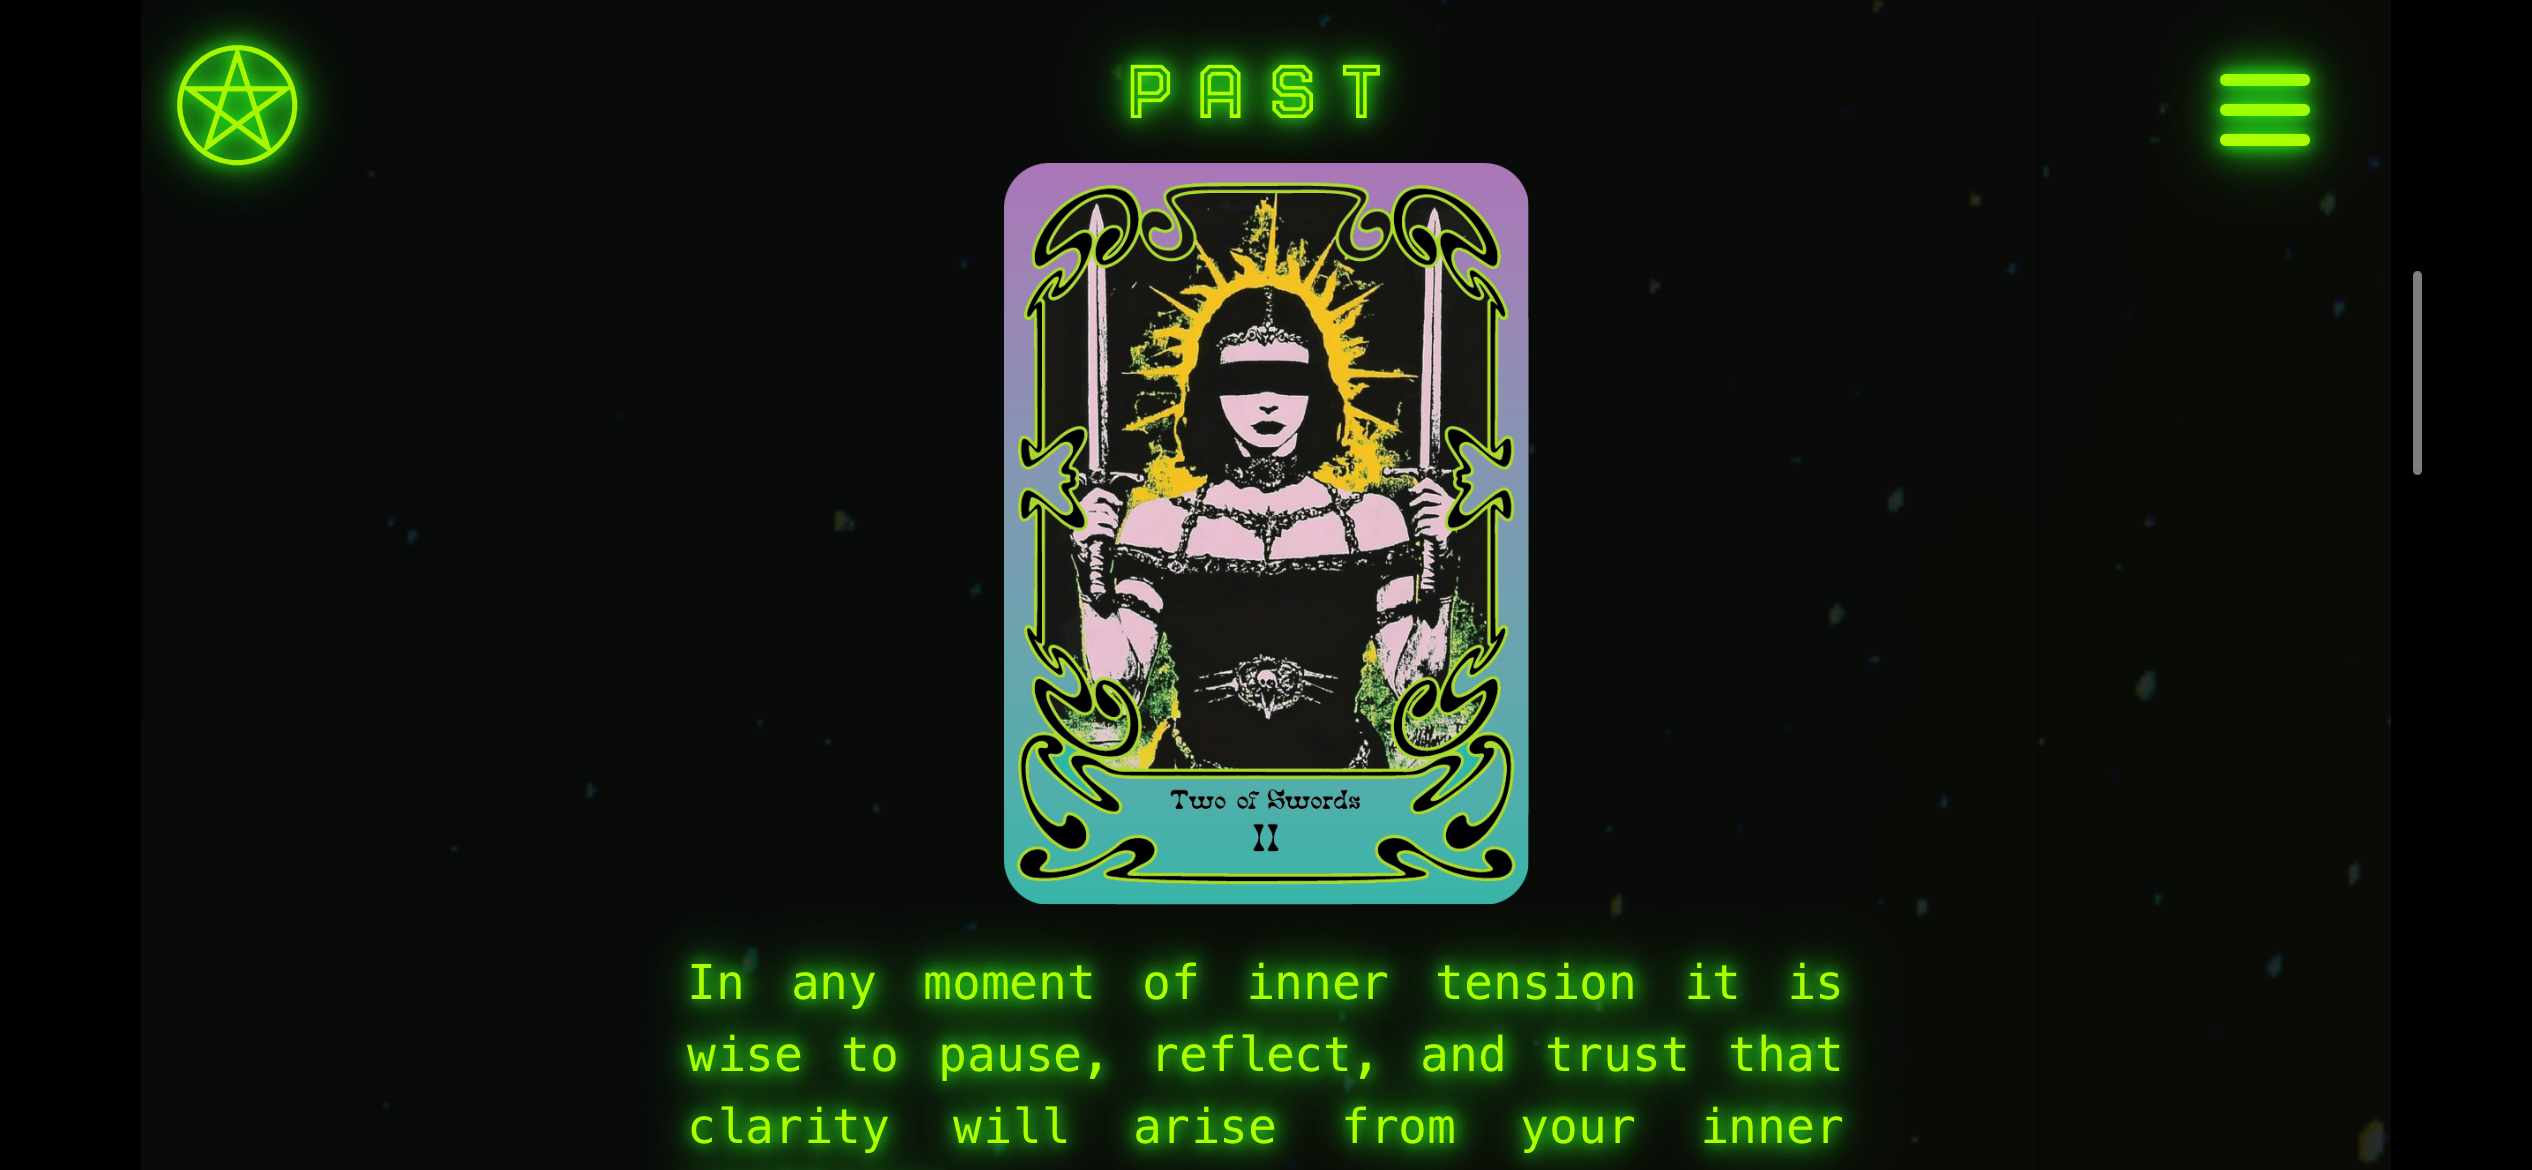 PAST
Two of Swords
II
In any moment of inner tension it is
wise to pause, reflect, and trust that
clarity will arise from your inner